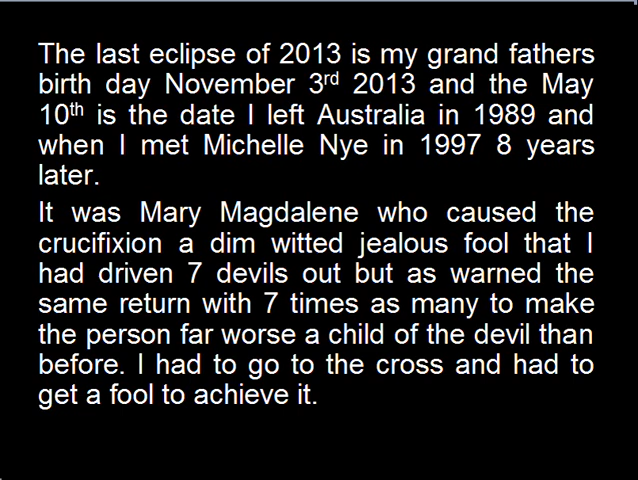 The last eclipse of 2013 is my grand fathers
birth day November 3rd 2013 and the May
10th is the date I left Australia in 1989 and
when I met Michelle Nye in 1997 8 years
later.
It was Mary Magdalene who caused the
crucifixion a dim witted jealous fool that I
had driven 7 devils out but as warned the
same return with 7 times as many to make
the person far worse a child of the devil than
before. I had to go to the cross and had to
get a fool to achieve it.